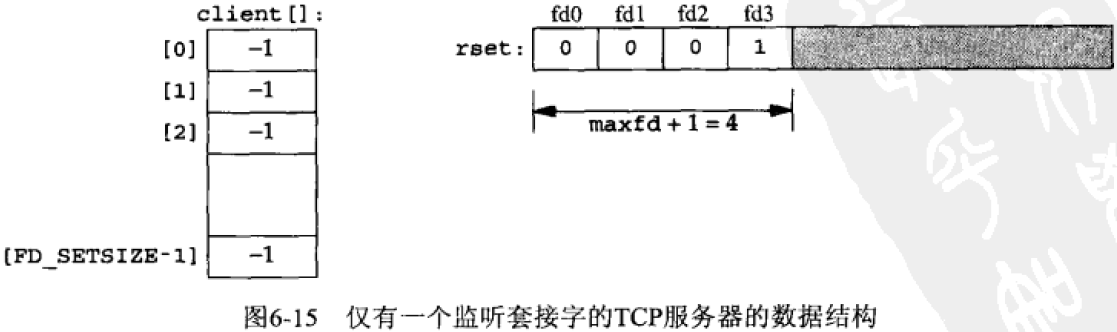 client[]:
[0] -1
[1] -1
[2] -1
[FD_SETSIZE-1] -1
fd0 fd1 fd2 fd3
rset: 0 0 0 1
maxfd+1=4
图6-15 仅有一个监听套接字的TCP服务器的数据结构